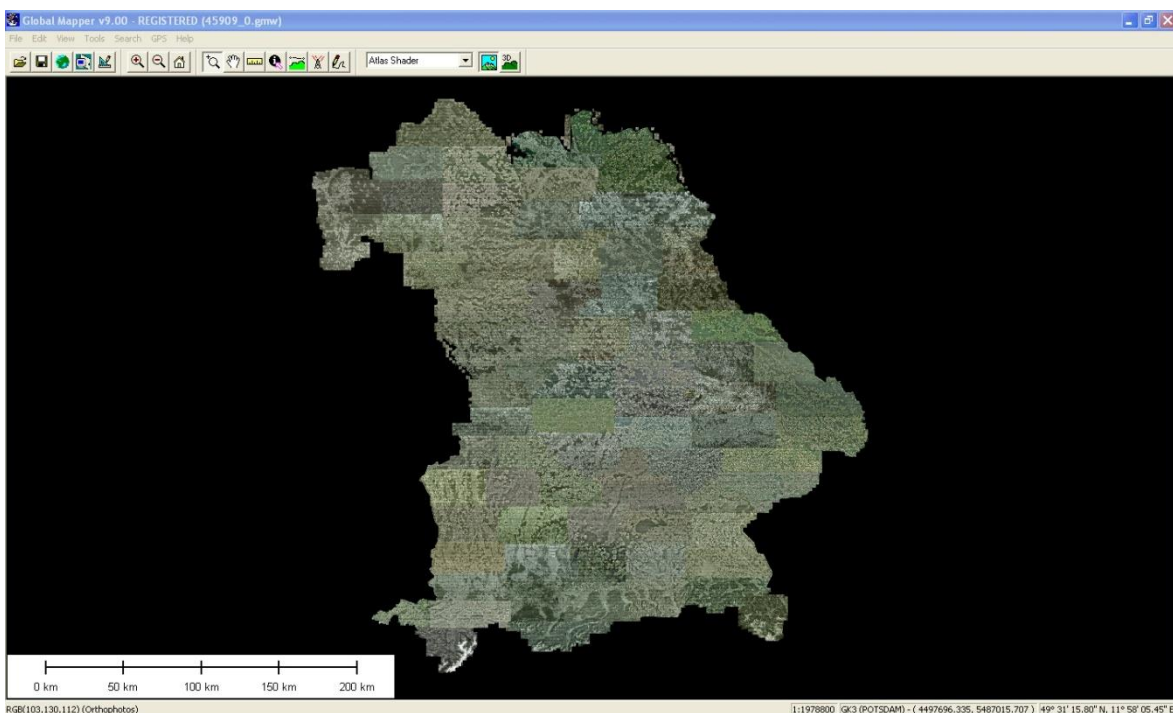 Global Mapper v9.00 - REGISTERED (45909_0.gmw)
File Edit View Tools Search GPS Help
Atlas Shader
3D
0 km 50 km 100 km 150 km 200 km
RGB(103,130,112) (Orthophotos) 1:1978800 GK3 (POTSDAM) - ( 4497696.335, 5487015.707 ) 49° 31' 15.80" N, 11° 58' 05.45" E